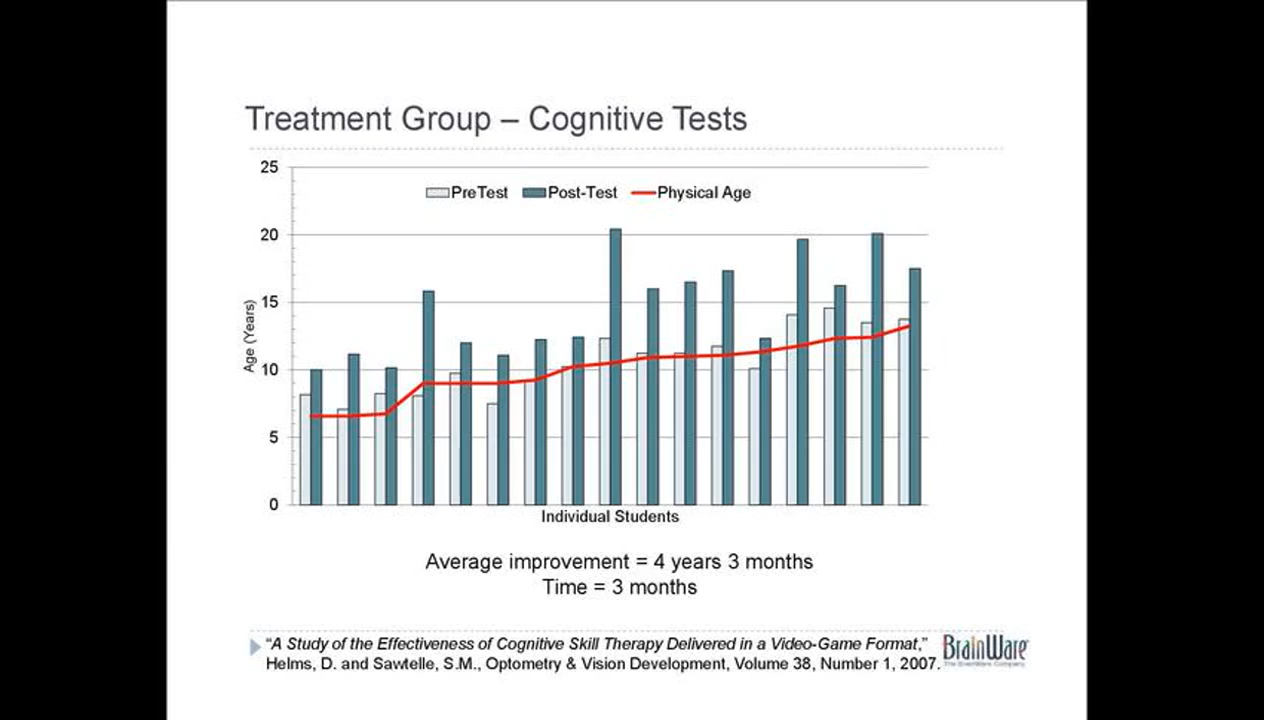 Treatment Group – Cognitive Tests
25
PreTest Post-Test Physical Age
20
15
10
5
0
Age (Years)
Individual Students
Average improvement = 4 years 3 months
Time = 3 months
“A Study of the Effectiveness of Cognitive Skill Therapy Delivered in a Video-Game Format,”
Helms, D. and Sawtelle, S.M., Optometry & Vision Development, Volume 38, Number 1, 2007.
BrainWare